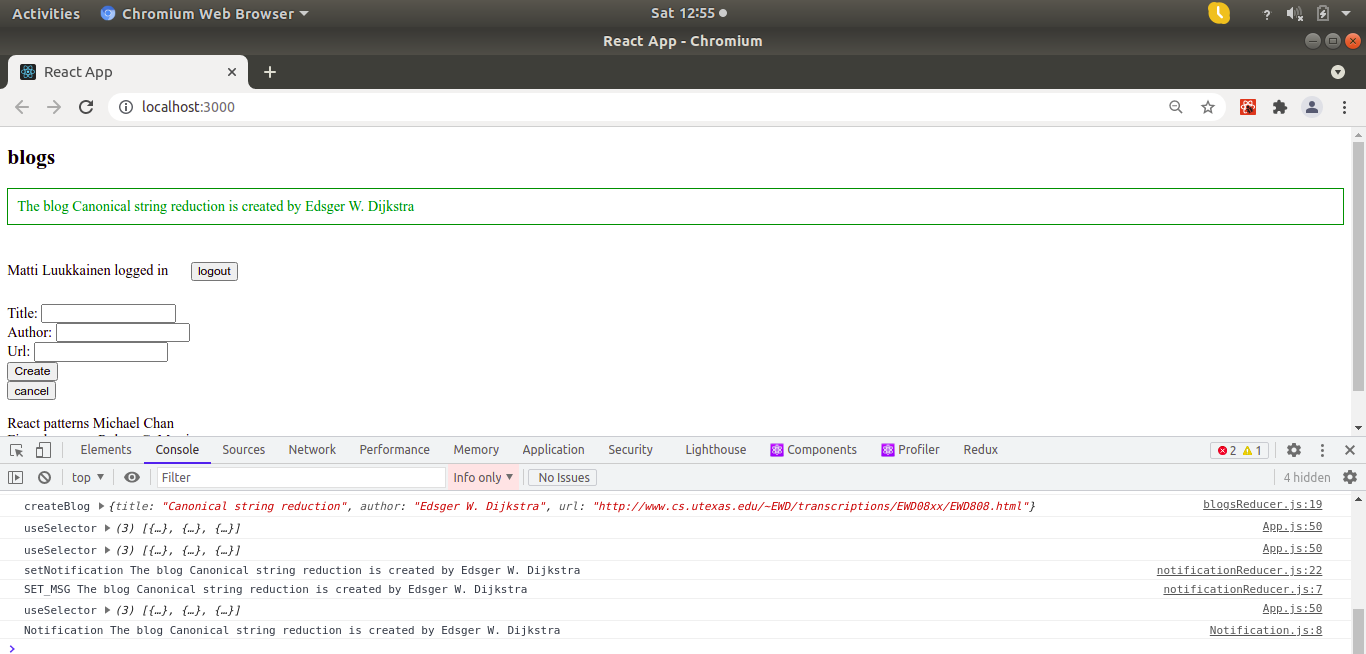 Activities Chromium Web Browser Sat 12:55
React App - Chromium
React App
localhost:3000
blogs
The blog Canonical string reduction is created by Edsger W. Dijkstra
Matti Luukkainen logged in logout
Title:
Author:
Url:
Create
cancel
React patterns Michael Chan
Elements Console Sources Network Performance Memory Application Security Lighthouse Components Profiler Redux 2 1
top Filter Info only No Issues 4 hidden
createBlog {title: "Canonical string reduction", author: "Edsger W. Dijkstra", url: "http://www.cs.utexas.edu/~EWD/transcriptions/EWD08xx/EWD808.html"} blogsReducer.js:19
useSelector (3) [{…}, {…}, {…}] App.js:50
useSelector (3) [{…}, {…}, {…}] App.js:50
setNotification The blog Canonical string reduction is created by Edsger W. Dijkstra notificationReducer.js:22
SET_MSG The blog Canonical string reduction is created by Edsger W. Dijkstra notificationReducer.js:7
useSelector (3) [{…}, {…}, {…}] App.js:50
Notification The blog Canonical string reduction is created by Edsger W. Dijkstra Notification.js:8